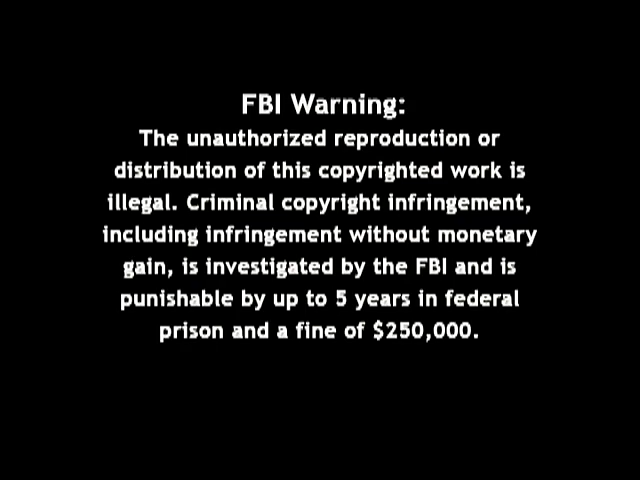 FBI Warning:
The unauthorized reproduction or
distribution of this copyrighted work is
illegal. Criminal copyright infringement,
including infringement without monetary
gain, is investigated by the FBI and is
punishable by up to 5 years in federal
prison and a fine of $250,000.